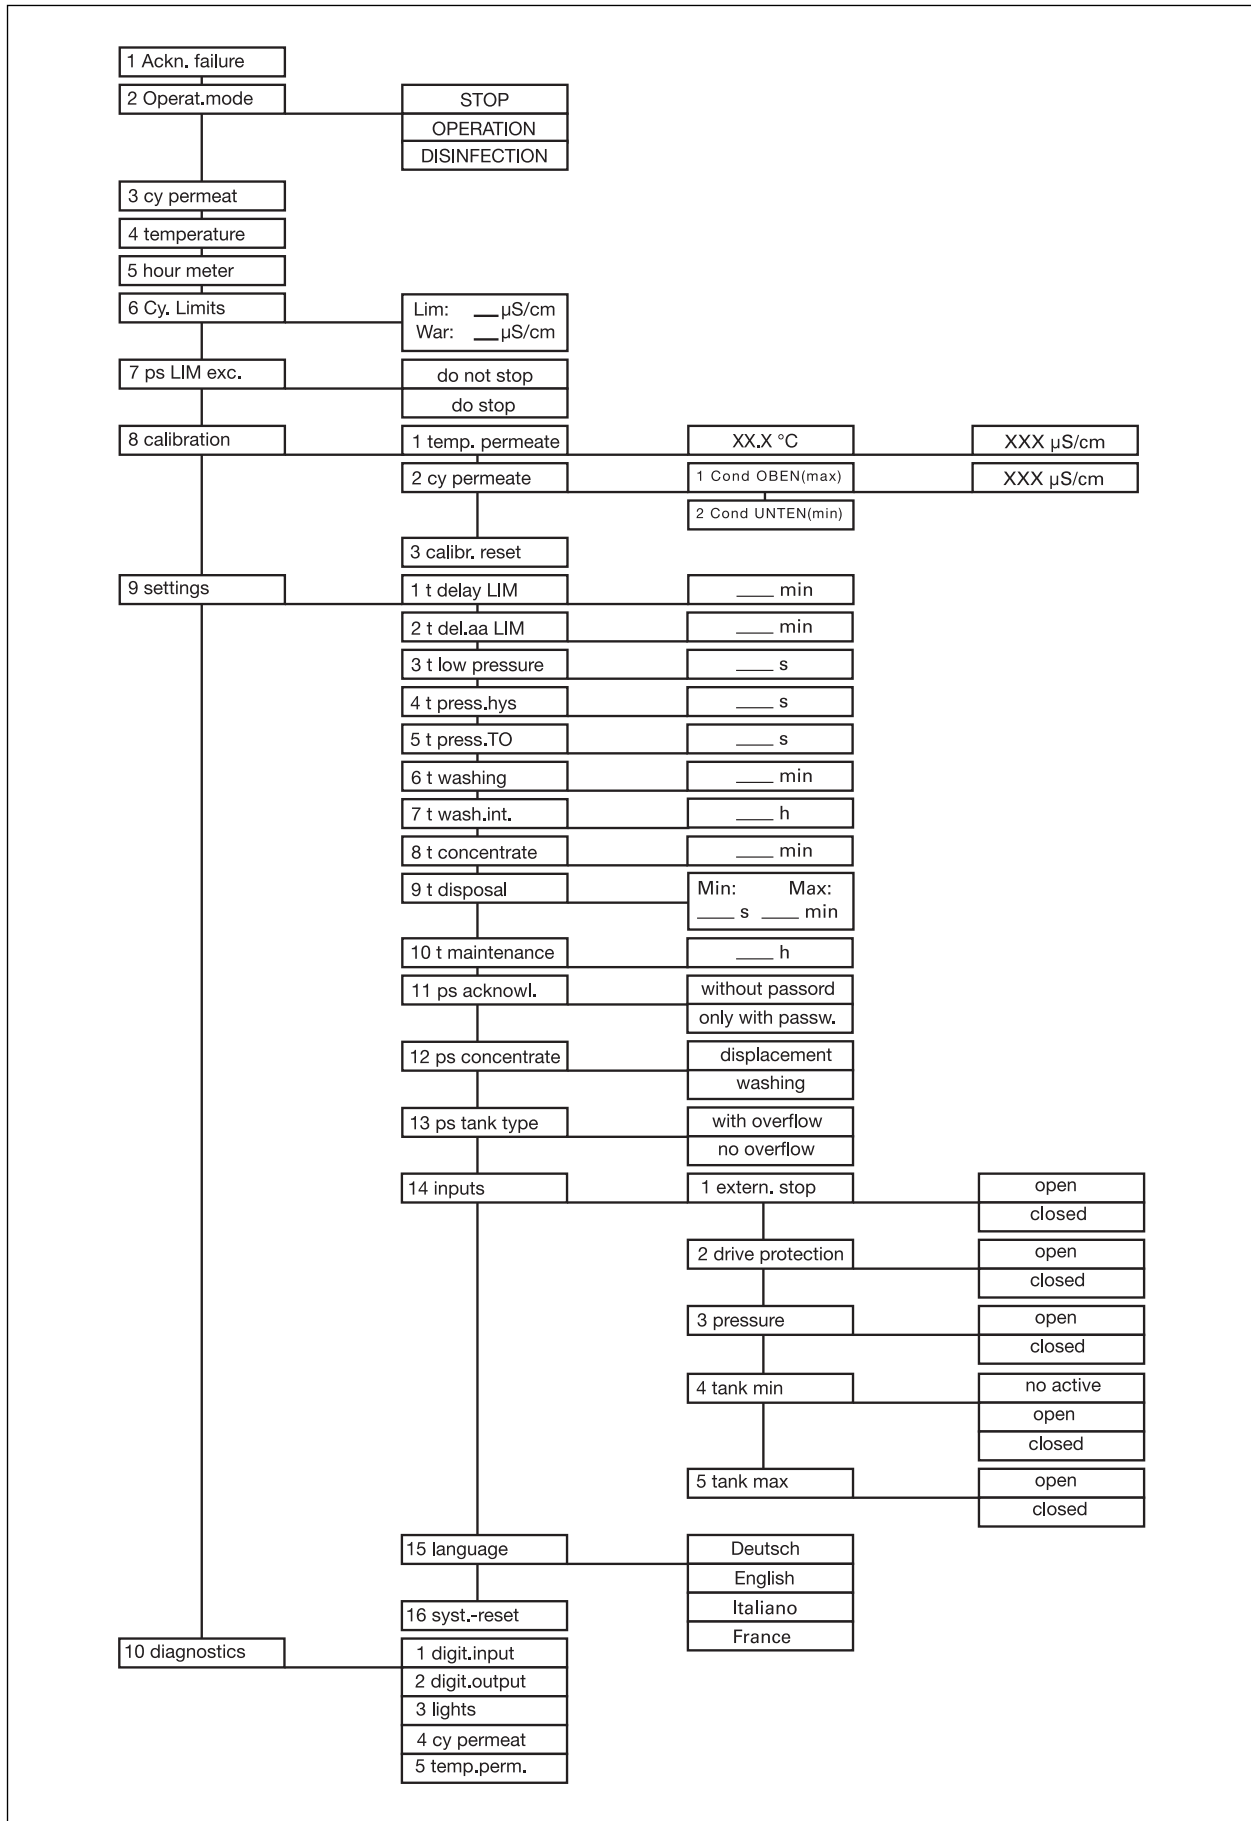 1 Ackn. failure
2 Operat.mode
STOP
OPERATION
DISINFECTION
3 cy permeat
4 temperature
5 hour meter
6 Cy. Limits
Lim: __ µS/cm
War: __ µS/cm
7 ps LIM exc.
do not stop
do stop
8 calibration
1 temp. permeate
XX.X °C
XXX µS/cm
2 cy permeate
1 Cond OBEN(max)
XXX µS/cm
2 Cond UNTEN(min)
3 calibr. reset
9 settings
1 t delay LIM
____ min
2 t del.aa LIM
____ min
3 t low pressure
____ s
4 t press.hys
____ s
5 t press.TO
____ s
6 t washing
____ min
7 t wash.int.
____ h
8 t concentrate
____ min
9 t disposal
Min: Max:
____ s ____ min
10 t maintenance
____ h
11 ps acknowl.
without passord
only with passw.
12 ps concentrate
displacement
washing
13 ps tank type
with overflow
no overflow
14 inputs
1 extern. stop
open
closed
2 drive protection
open
closed
3 pressure
open
closed
4 tank min
no active
open
closed
5 tank max
open
closed
15 language
Deutsch
English
Italiano
France
16 syst.-reset
10 diagnostics
1 digit.input
2 digit.output
3 lights
4 cy permeat
5 temp.perm.